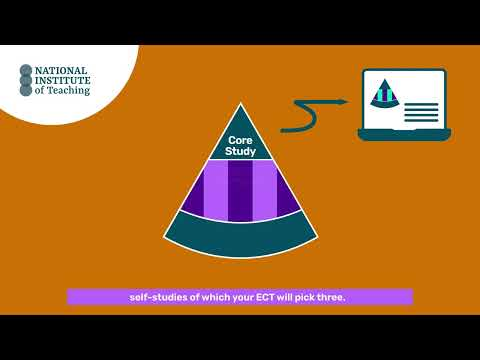 NATIONAL
INSTITUTE
of Teaching
Core
Study
self-studies of which your ECT will pick three.